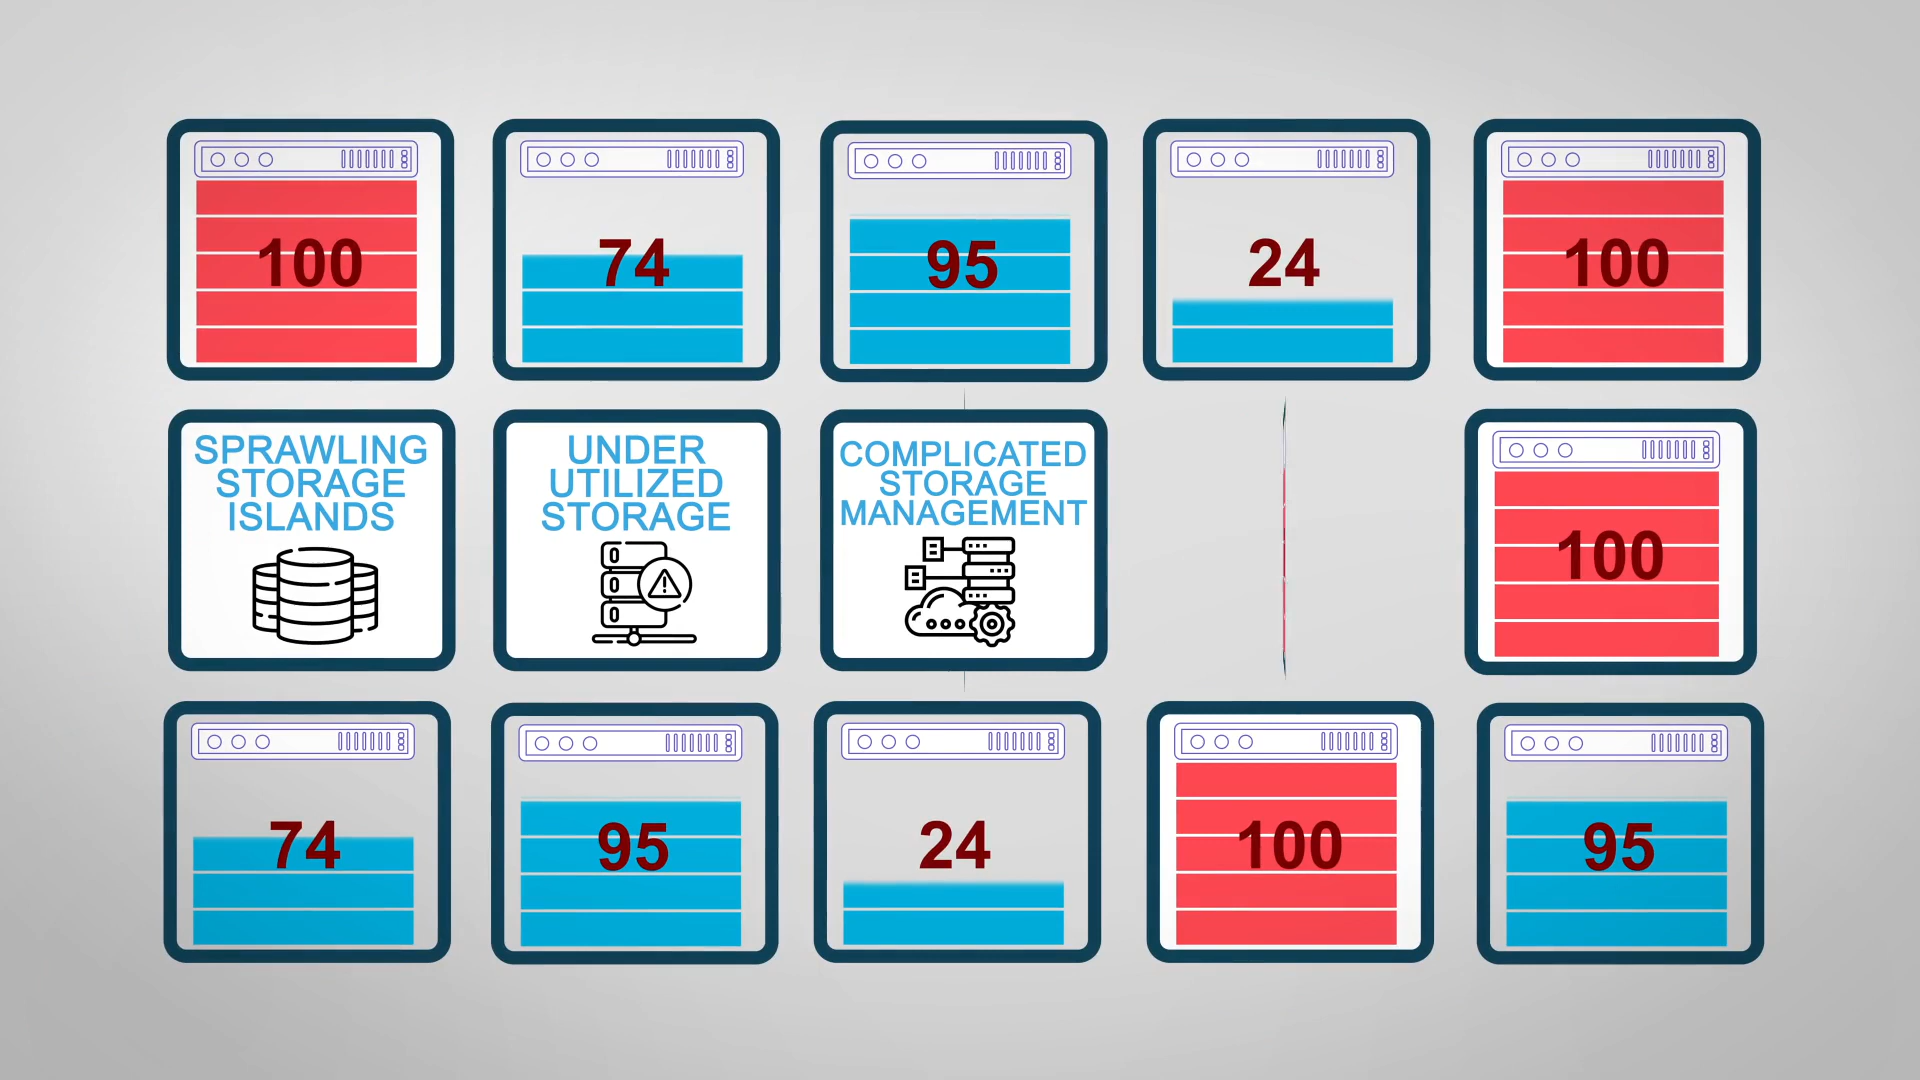 100
74
95
24
100
SPRAWLING
STORAGE
ISLANDS
UNDER
UTILIZED
STORAGE
COMPLICATED
STORAGE
MANAGEMENT
100
74
95
24
100
95